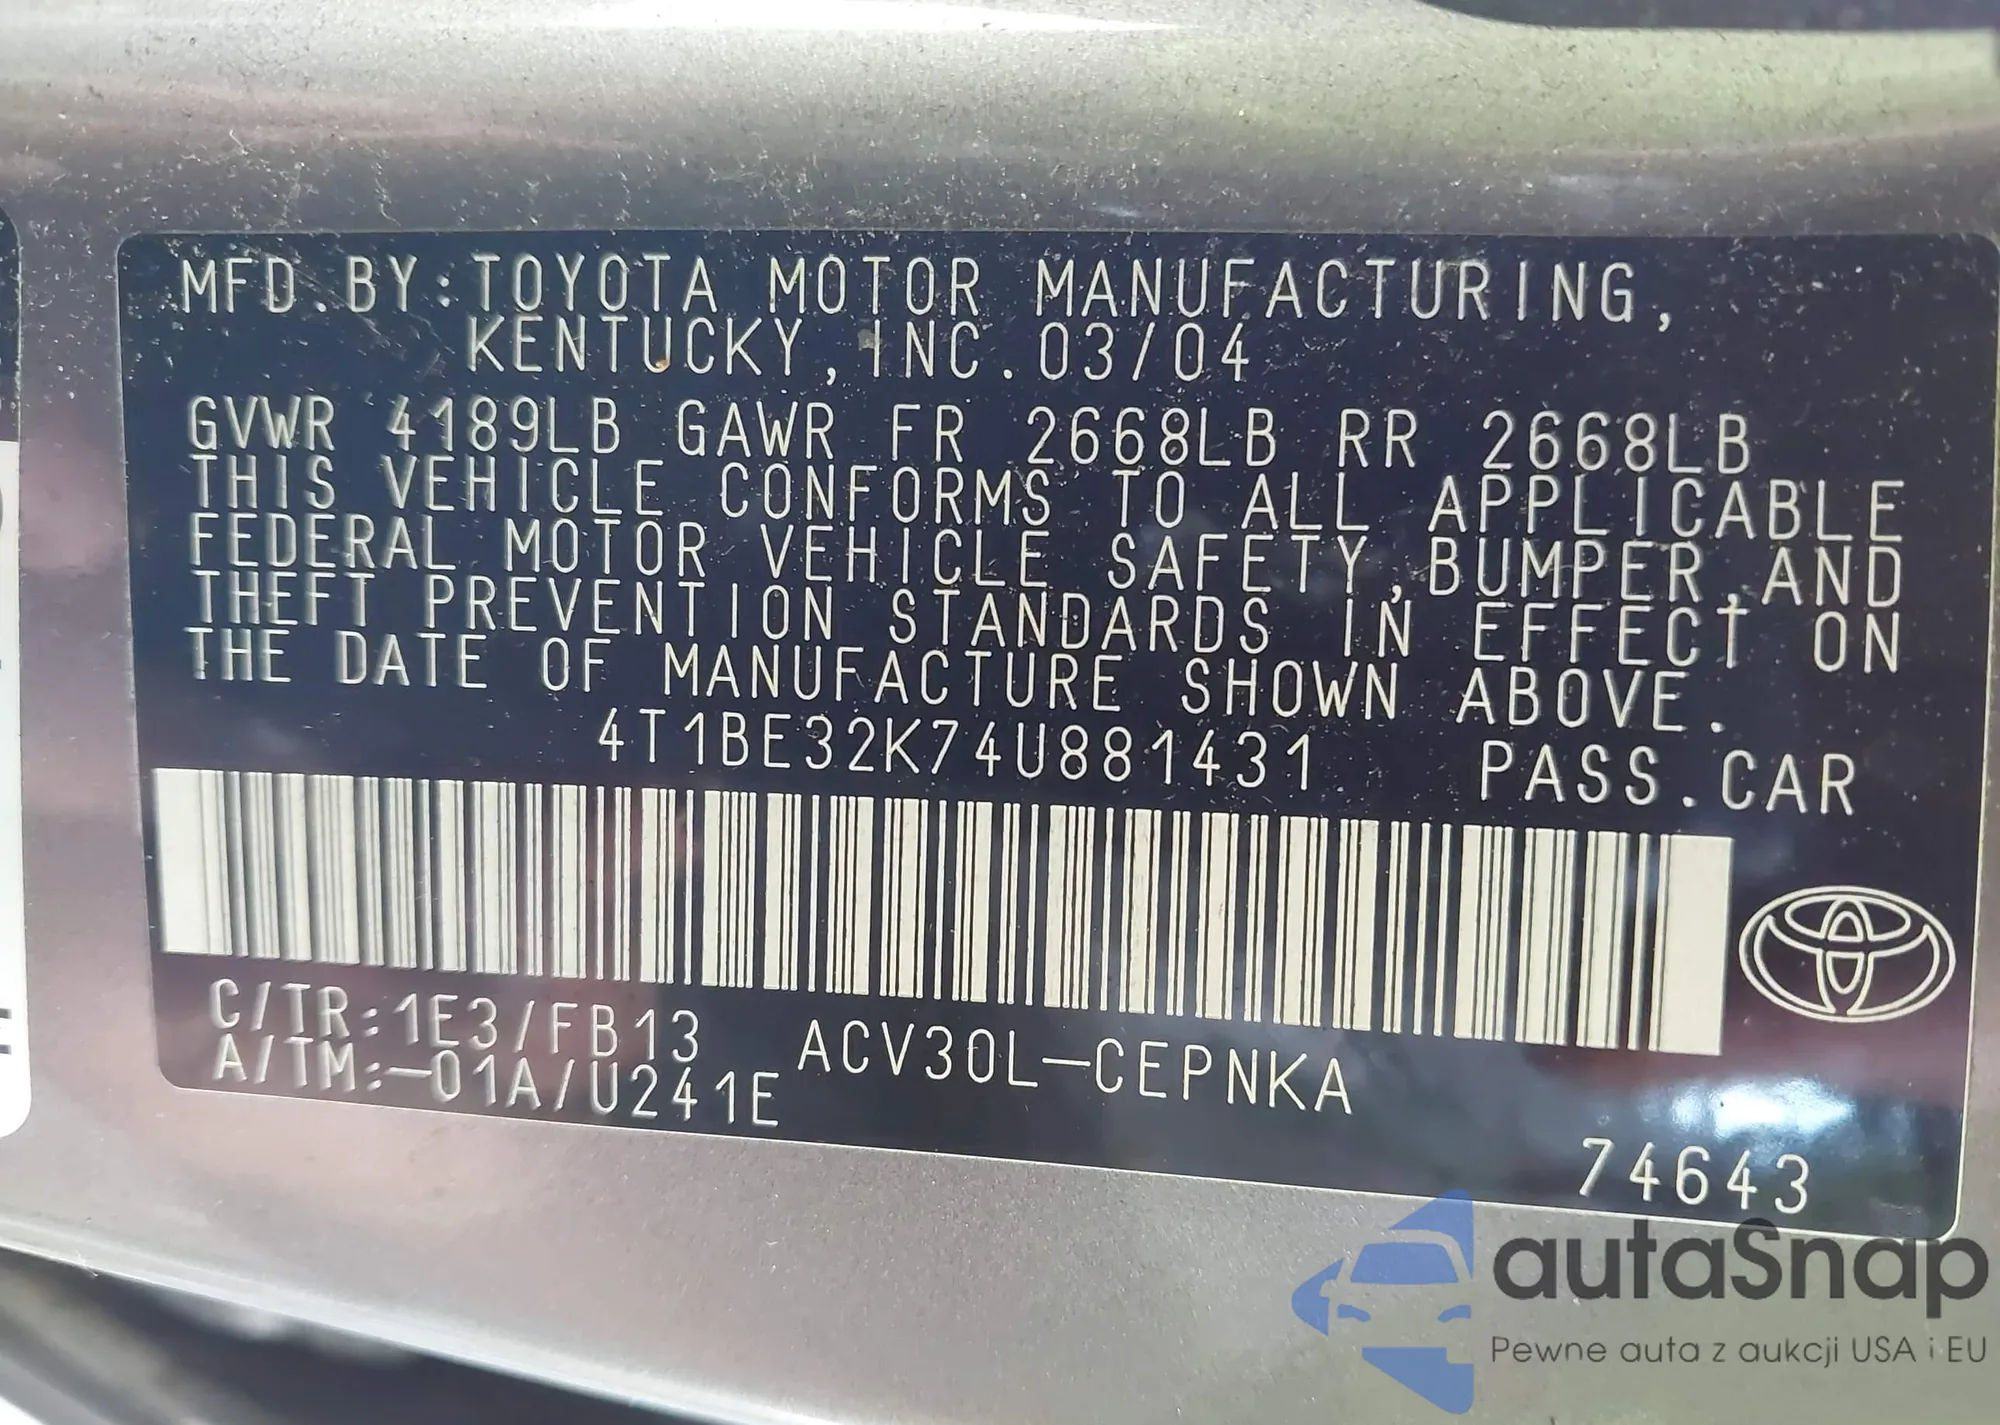 MFD.BY:TOYOTA MOTOR MANUFACTURING,
KENTUCKY,INC.03/04
GVWR 4189LB GAWR FR 2668LB RR 2668LB
THIS VEHICLE CONFORMS TO ALL APPLICABLE
FEDERAL MOTOR VEHICLE SAFETY,BUMPER,AND
THEFT PREVENTION STANDARDS IN EFFECT ON
THE DATE OF MANUFACTURE SHOWN ABOVE.
4T1BE32K74U881431 PASS.CAR
C/TR:1E3/FB13 ACV30L-CEPNKA
A/TM:-01A/U241E
74643
autaSnap
Pewne auta z aukcji USA i EU